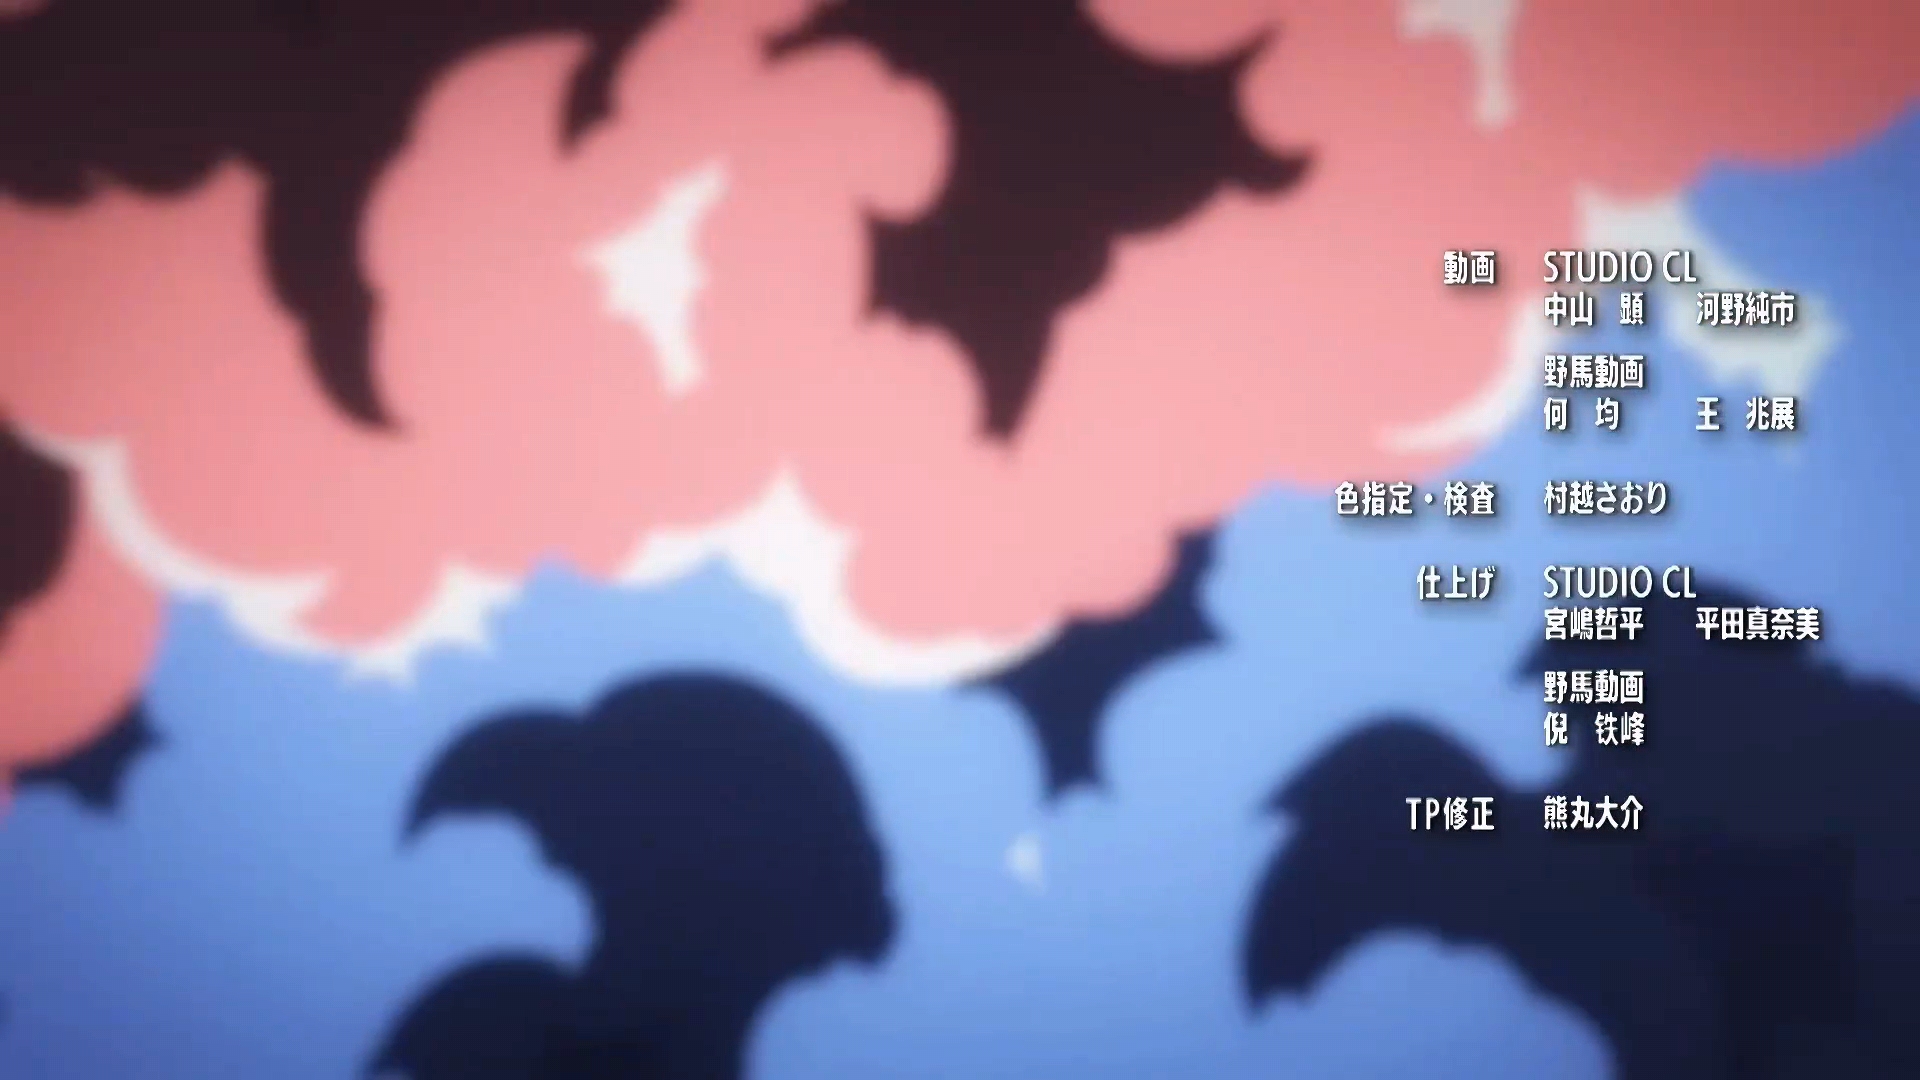 動画 STUDIO CL
中山 顕 河野純市
野馬動画
何 均 王 兆展
色指定・検査 村越さおり
仕上げ STUDIO CL
宮嶋哲平 平田真奈美
野馬動画
倪 铁峰
TP修正 熊丸大介